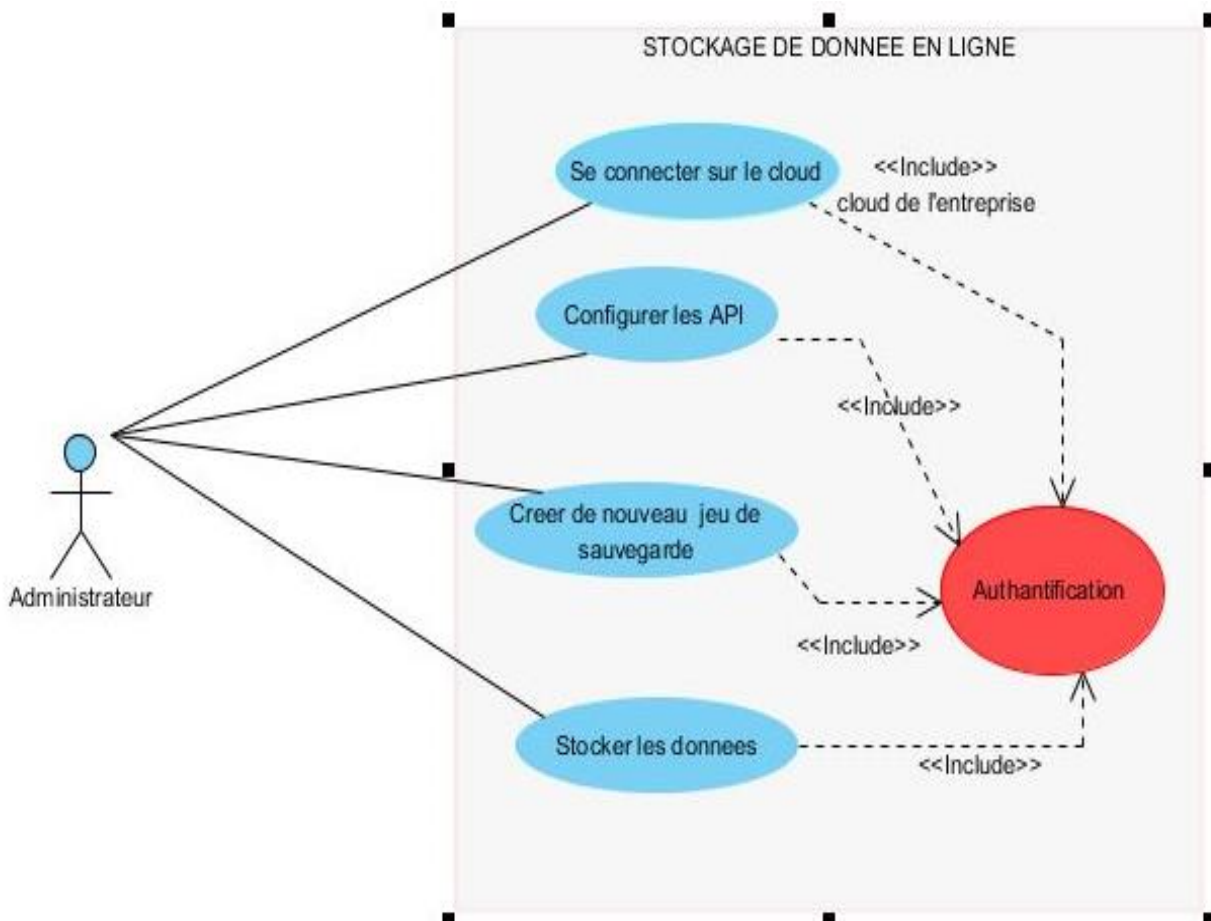 STOCKAGE DE DONNEE EN LIGNE
Se connecter sur le cloud
<<Include>>
cloud de l'entreprise
Configurer les API
<<Include>>
Creer de nouveau jeu de
sauvegarde
Authantification
Administrateur
<<Include>>
Stocker les donnees
<<Include>>